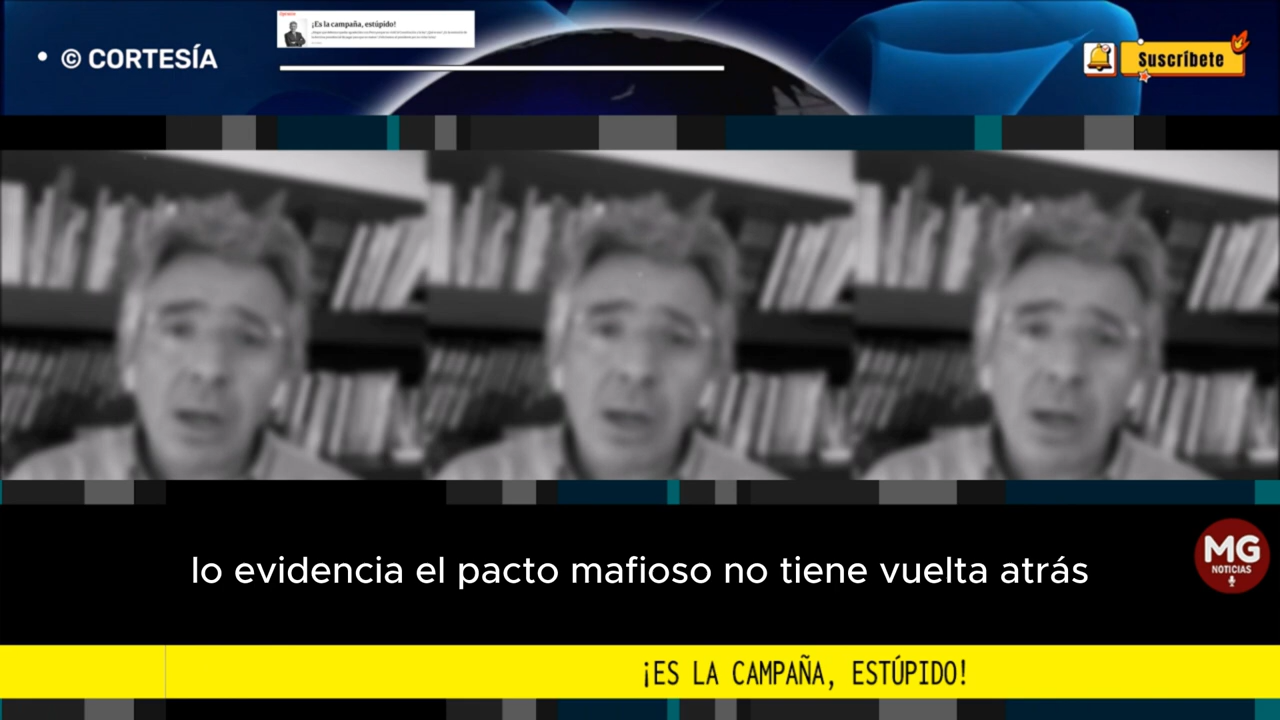 Opinión
¡Es la campaña, estúpido!
• © CORTESÍA
Suscríbete
lo evidencia el pacto mafioso no tiene vuelta atrás
MG
NOTICIAS
¡ES LA CAMPAÑA, ESTÚPIDO!